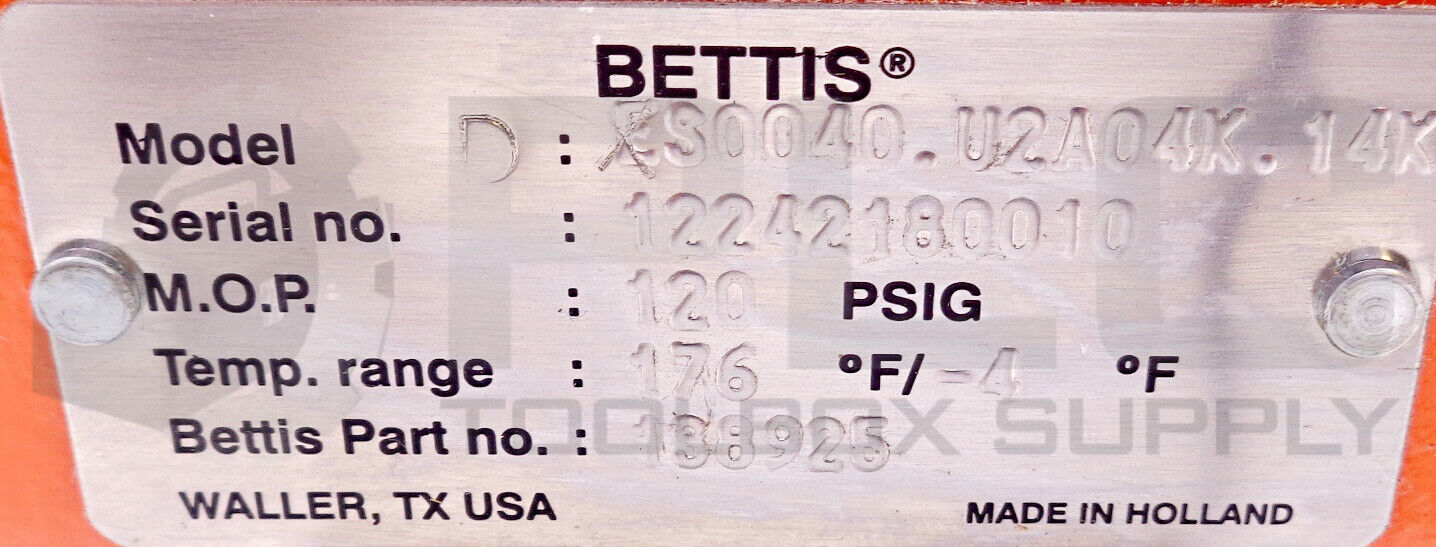 BETTIS®
Model D : ES0040.U2A04K.14K
Serial no. : 12242180010
M.O.P. : 120 PSIG
Temp. range : 176 °F/ -4 °F
Bettis Part no. : 138925
WALLER, TX USA MADE IN HOLLAND
TOOLBOX SUPPLY